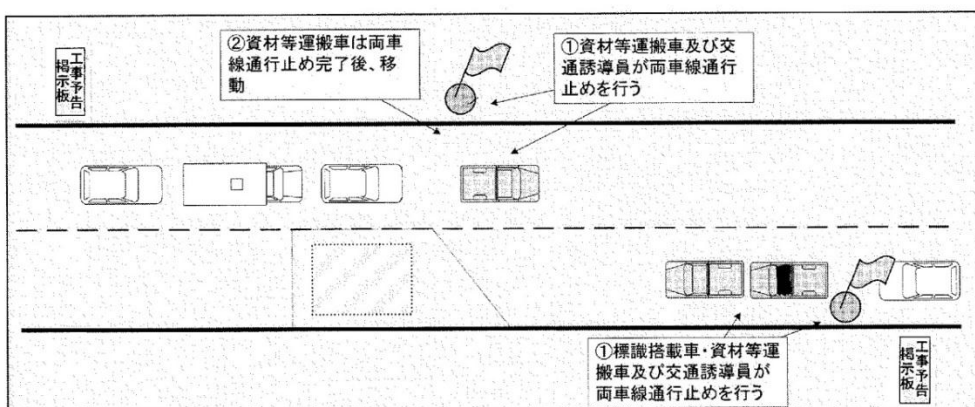 工事予告
掲示板
②資材等運搬車は両車
線通行止め完了後、移
動
①資材等運搬車及び交
通誘導員が両車線通行
止めを行う
①標識搭載車・資材等運
搬車及び交通誘導員が
両車線通行止めを行う
工事予告
掲示板